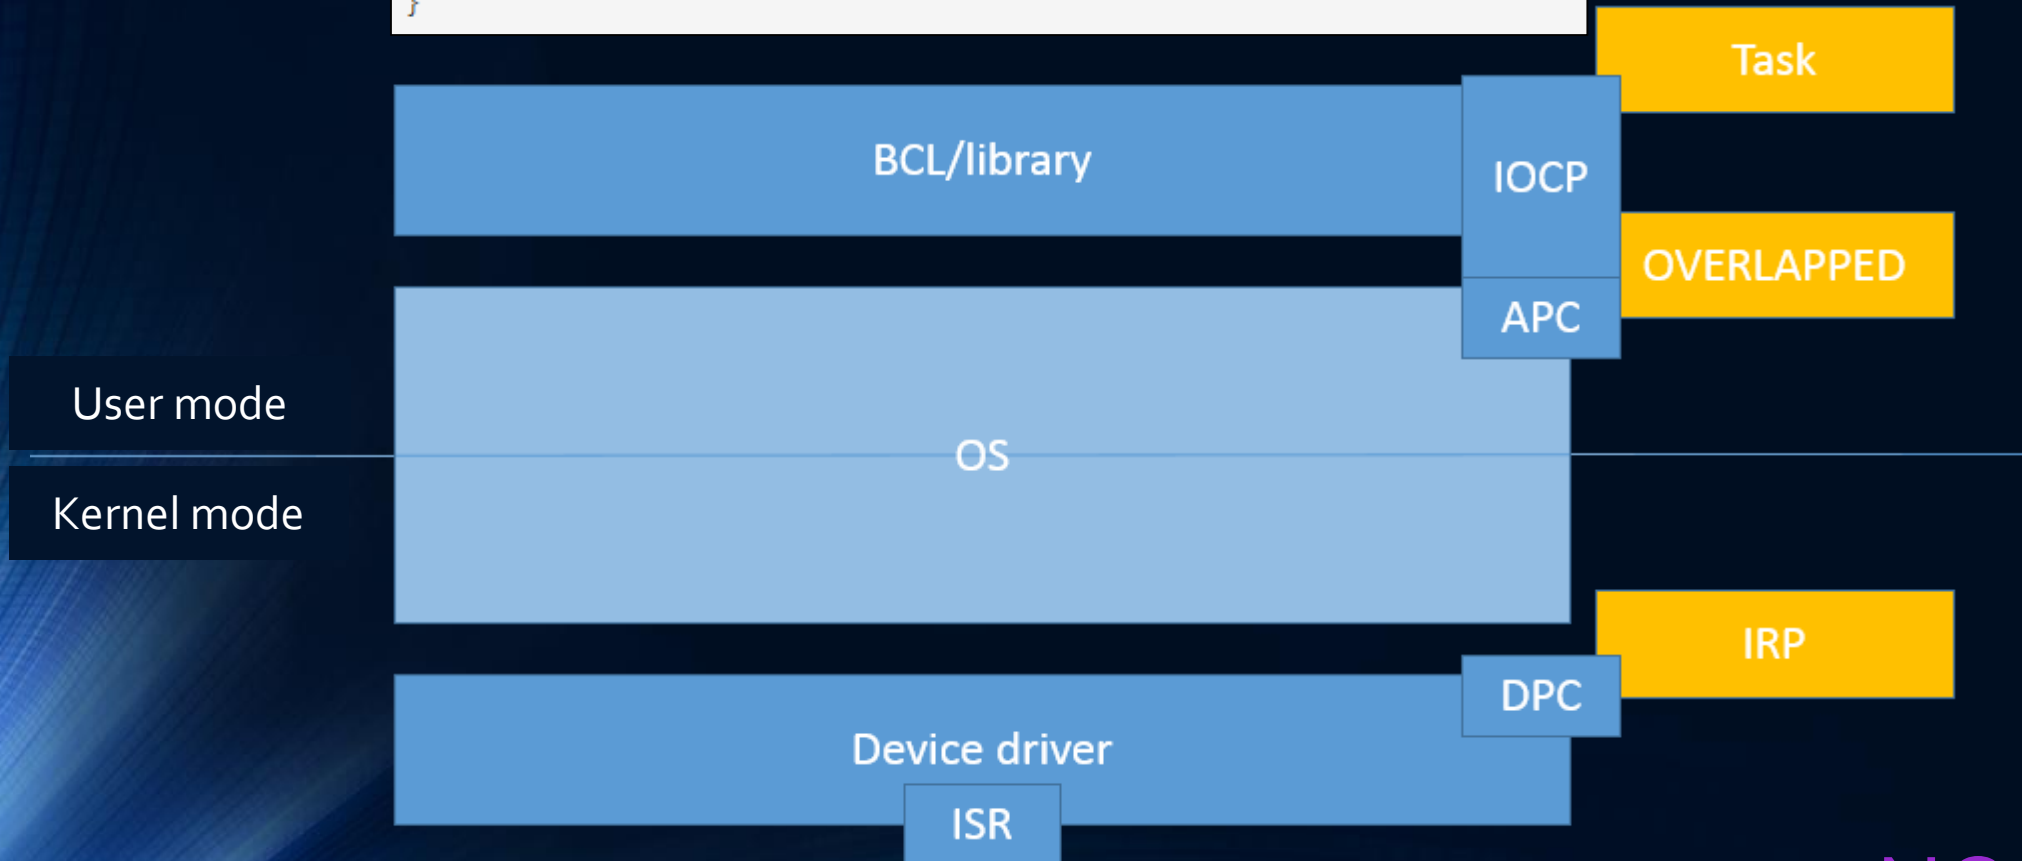 }
Task
BCL/library
IOCP
OVERLAPPED
APC
User mode
OS
Kernel mode
IRP
DPC
Device driver
ISR